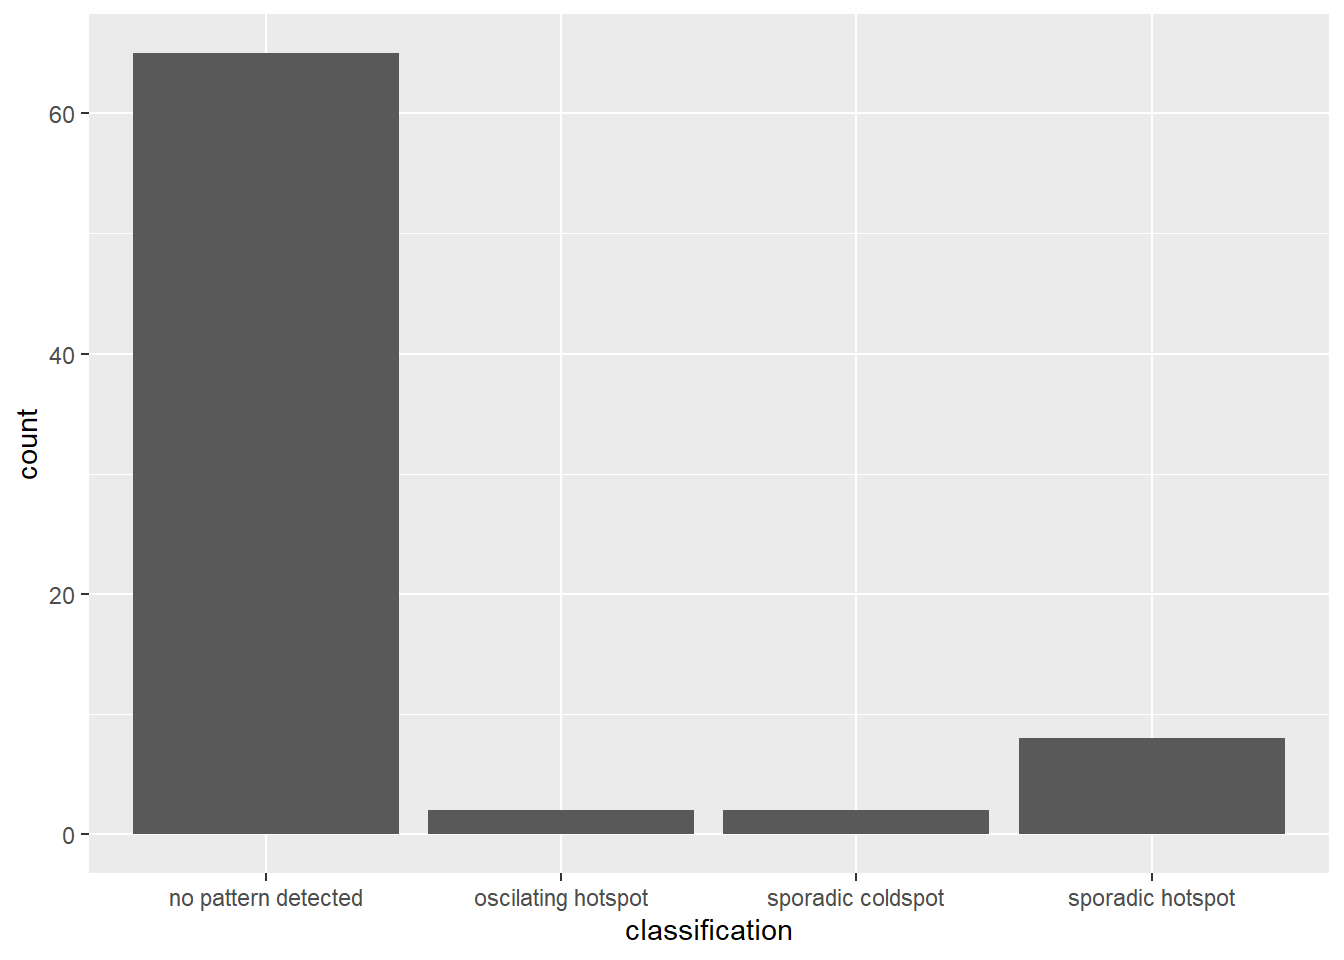 count
60
40
20
0
no pattern detected
oscilating hotspot
sporadic coldspot
sporadic hotspot
classification